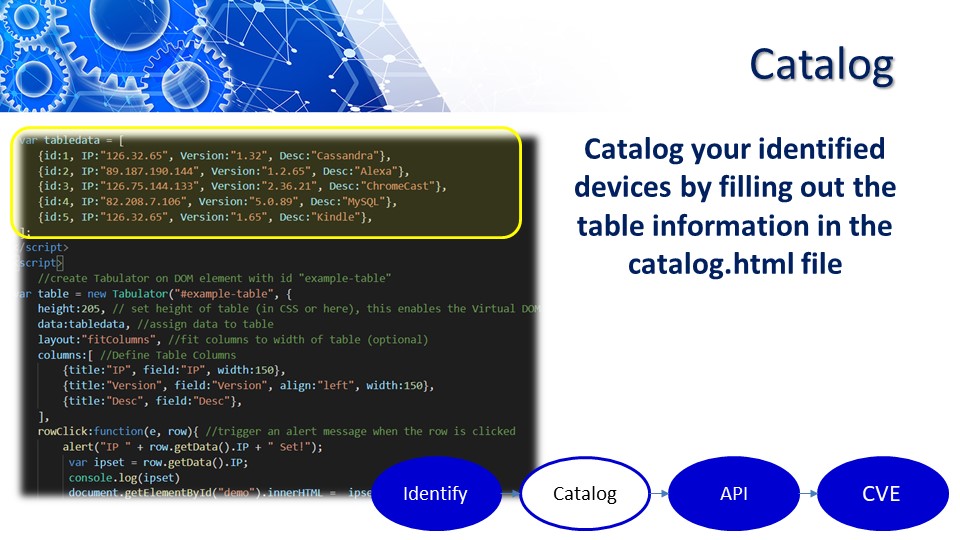 Catalog
var tabledata = [
{id:1, IP:"126.32.65", Version:"1.32", Desc:"Cassandra"},
{id:2, IP:"89.187.190.144", Version:"1.2.65", Desc:"Alexa"},
{id:3, IP:"126.75.144.133", Version:"2.36.21", Desc:"ChromeCast"},
{id:4, IP:"82.208.7.106", Version:"5.0.89", Desc:"MySQL"},
{id:5, IP:"126.32.65", Version:"1.65", Desc:"Kindle"},
];
/script>
script>
//create Tabulator on DOM element with id "example-table"
var table = new Tabulator("#example-table", {
height:205, // set height of table (in CSS or here), this enables the Virtual DOM
data:tabledata, //assign data to table
layout:"fitColumns", //fit columns to width of table (optional)
columns:[ //Define Table Columns
{title:"IP", field:"IP", width:150},
{title:"Version", field:"Version", align:"left", width:150},
{title:"Desc", field:"Desc"},
],
rowClick:function(e, row){ //trigger an alert message when the row is clicked
alert("IP " + row.getData().IP + " Set!");
var ipset = row.getData().IP;
console.log(ipset)
document.getElementById("demo").innerHTML = ipse
Catalog your identified
devices by filling out the
table information in the
catalog.html file
Identify
Catalog
API
CVE